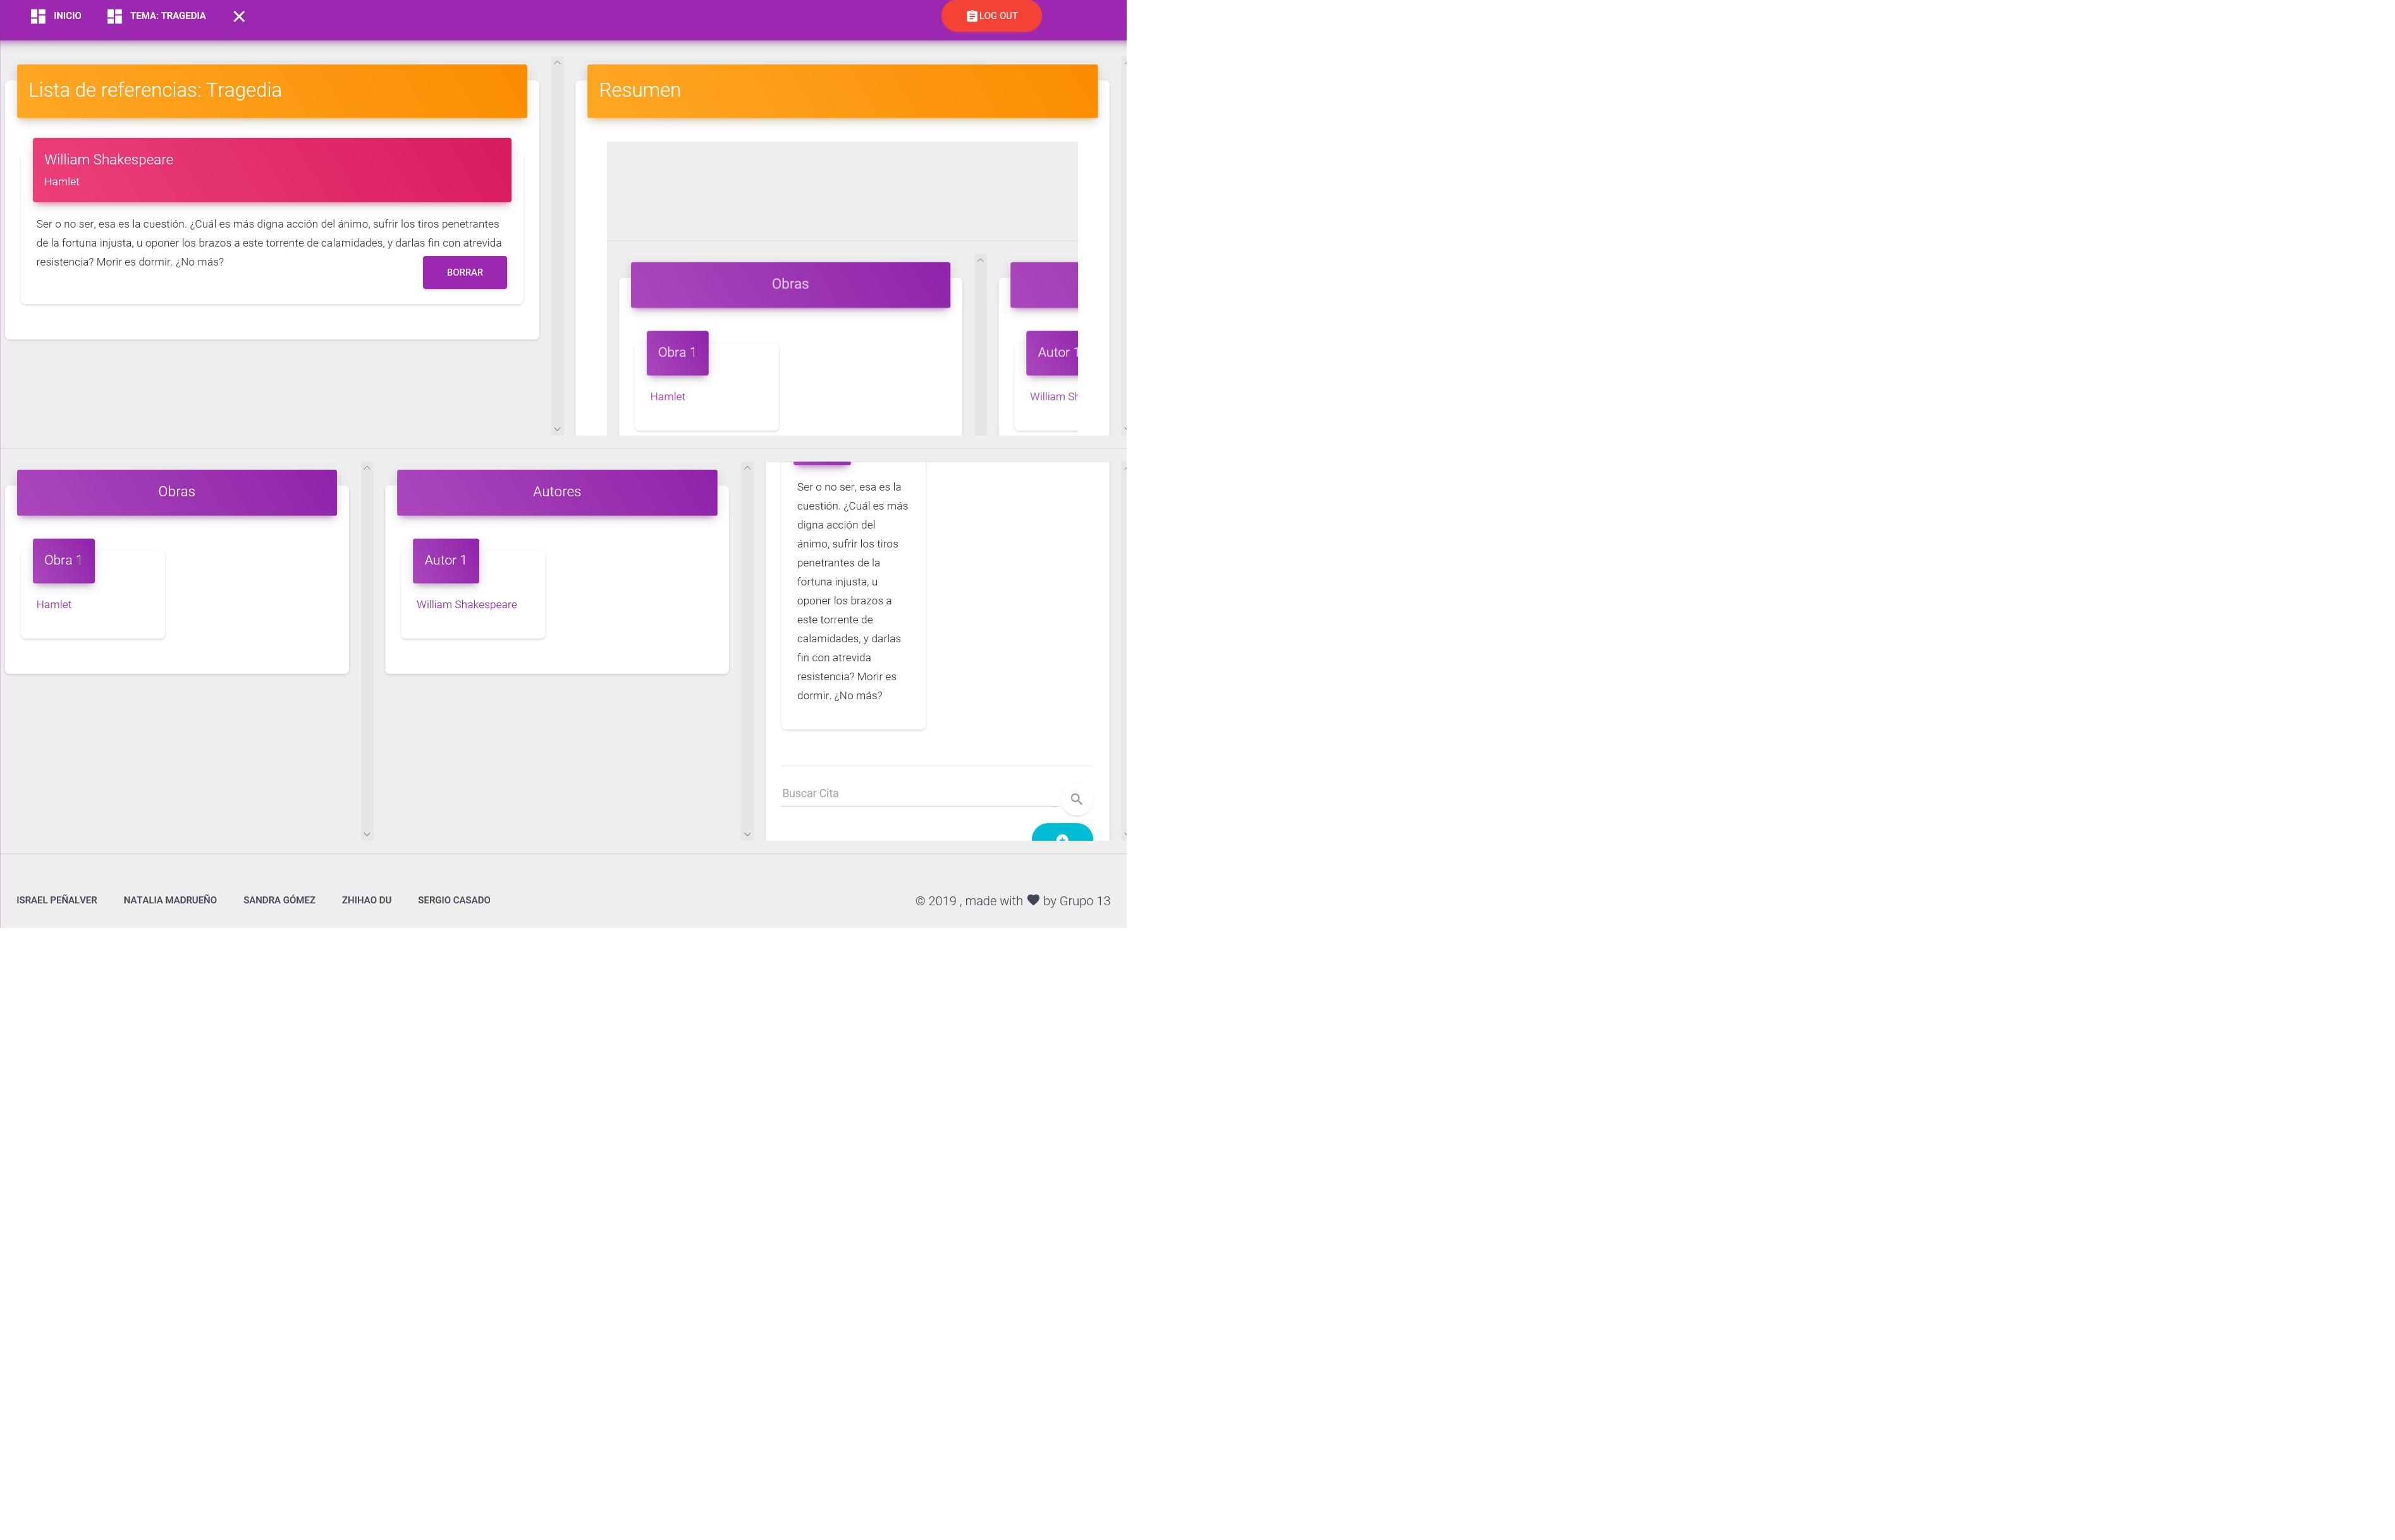 INICIO
TEMA: TRAGEDIA
LOG OUT
Lista de referencias: Tragedia
William Shakespeare
Hamlet
Ser o no ser, esa es la cuestión. ¿Cuál es más digna acción del ánimo, sufrir los tiros penetrantes
de la fortuna injusta, u oponer los brazos a este torrente de calamidades, y darlas fin con atrevida
resistencia? Morir es dormir. ¿No más?
BORRAR
Resumen
Obras
Obra 1
Hamlet
Autor 1
William Sh
Obras
Obra 1
Hamlet
Autores
Autor 1
William Shakespeare
Ser o no ser, esa es la
cuestión. ¿Cuál es más
digna acción del
ánimo, sufrir los tiros
penetrantes de la
fortuna injusta, u
oponer los brazos a
este torrente de
calamidades, y darlas
fin con atrevida
resistencia? Morir es
dormir. ¿No más?
Buscar Cita
ISRAEL PEÑALVER
NATALIA MADRUEÑO
SANDRA GÓMEZ
ZHIHAO DU
SERGIO CASADO
© 2019 , made with by Grupo 13